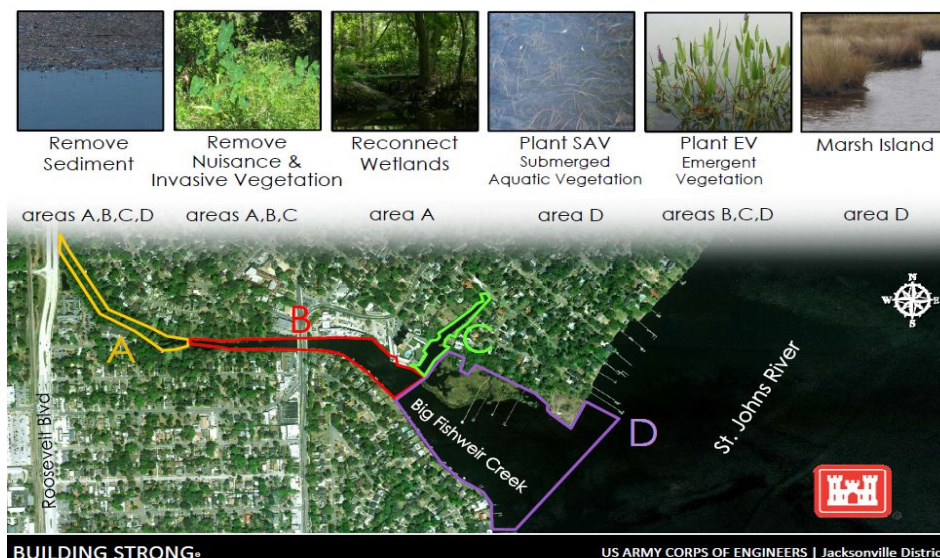 Remove
Sediment
areas A,B,C,D
Remove
Nuisance &
Invasive Vegetation
areas A,B,C
Reconnect
Wetlands
area A
Plant SAV
Submerged
Aquatic Vegetation
area D
Plant EV
Emergent
Vegetation
areas B,C,D
Marsh Island
area D
N
W E
S
A
B
C
D
Roosevelt Blvd
Big Fishweir Creek
St. Johns River
BUILDING STRONG®
US ARMY CORPS OF ENGINEERS | Jacksonville District